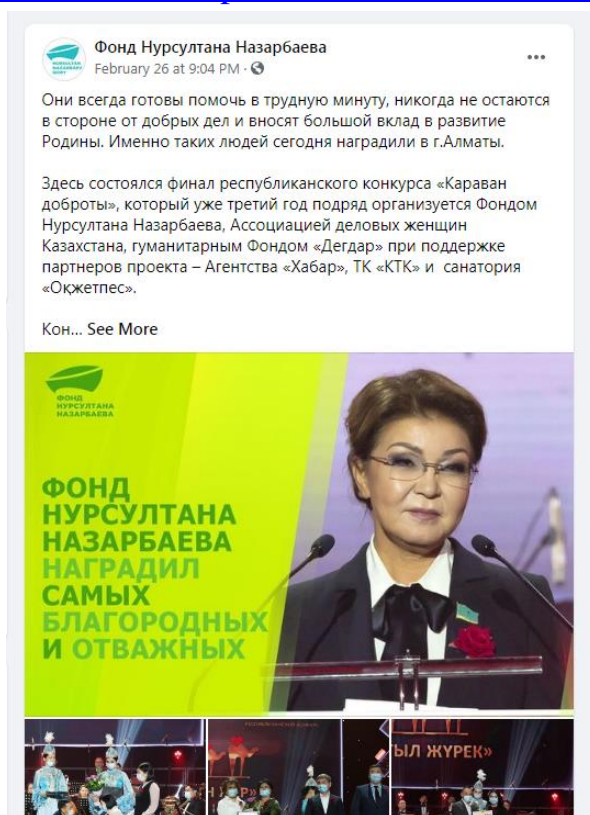 Фонд Нурсултана Назарбаева
February 26 at 9:04 PM ·
Они всегда готовы помочь в трудную минуту, никогда не остаются
в стороне от добрых дел и вносят большой вклад в развитие
Родины. Именно таких людей сегодня наградили в г.Алматы.
Здесь состоялся финал республиканского конкурса «Караван
доброты», который уже третий год подряд организуется Фондом
Нурсултана Назарбаева, Ассоциацией деловых женщин
Казахстана, гуманитарным Фондом «Дегдар» при поддержке
партнеров проекта – Агентства «Хабар», ТК «КТК» и санатория
«Оқжетпес».
Кон... See More
ФОНД
НУРСУЛТАНА
НАЗАРБАЕВА
ФОНД
НУРСУЛТАНА
НАЗАРБАЕВА
НАГРАДИЛ
САМЫХ
БЛАГОРОДНЫХ
И ОТВАЖНЫХ
ТЫЛ ЖҮРЕК»